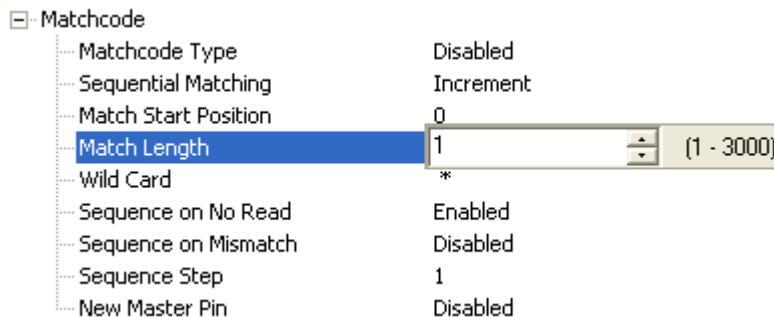 Matchcode
Matchcode Type Disabled
Sequential Matching Increment
Match Start Position 0
Match Length 1 (1 - 3000)
Wild Card *
Sequence on No Read Enabled
Sequence on Mismatch Disabled
Sequence Step 1
New Master Pin Disabled